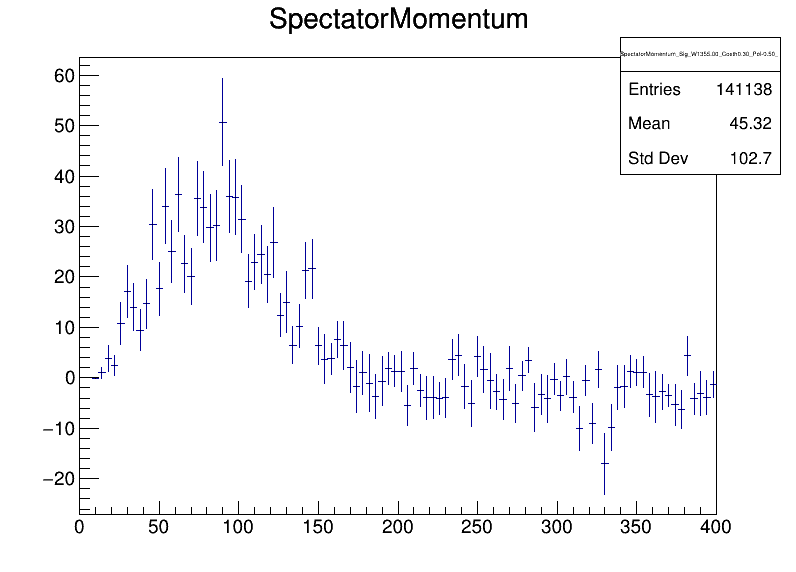 SpectatorMomentum
SpectatorMomentum_Sig_W1355.00_Costh0.30_Pol-0.50_
Entries 141138
Mean 45.32
Std Dev 102.7
60
50
40
30
20
10
0
−10
−20
0 50 100 150 200 250 300 350 400